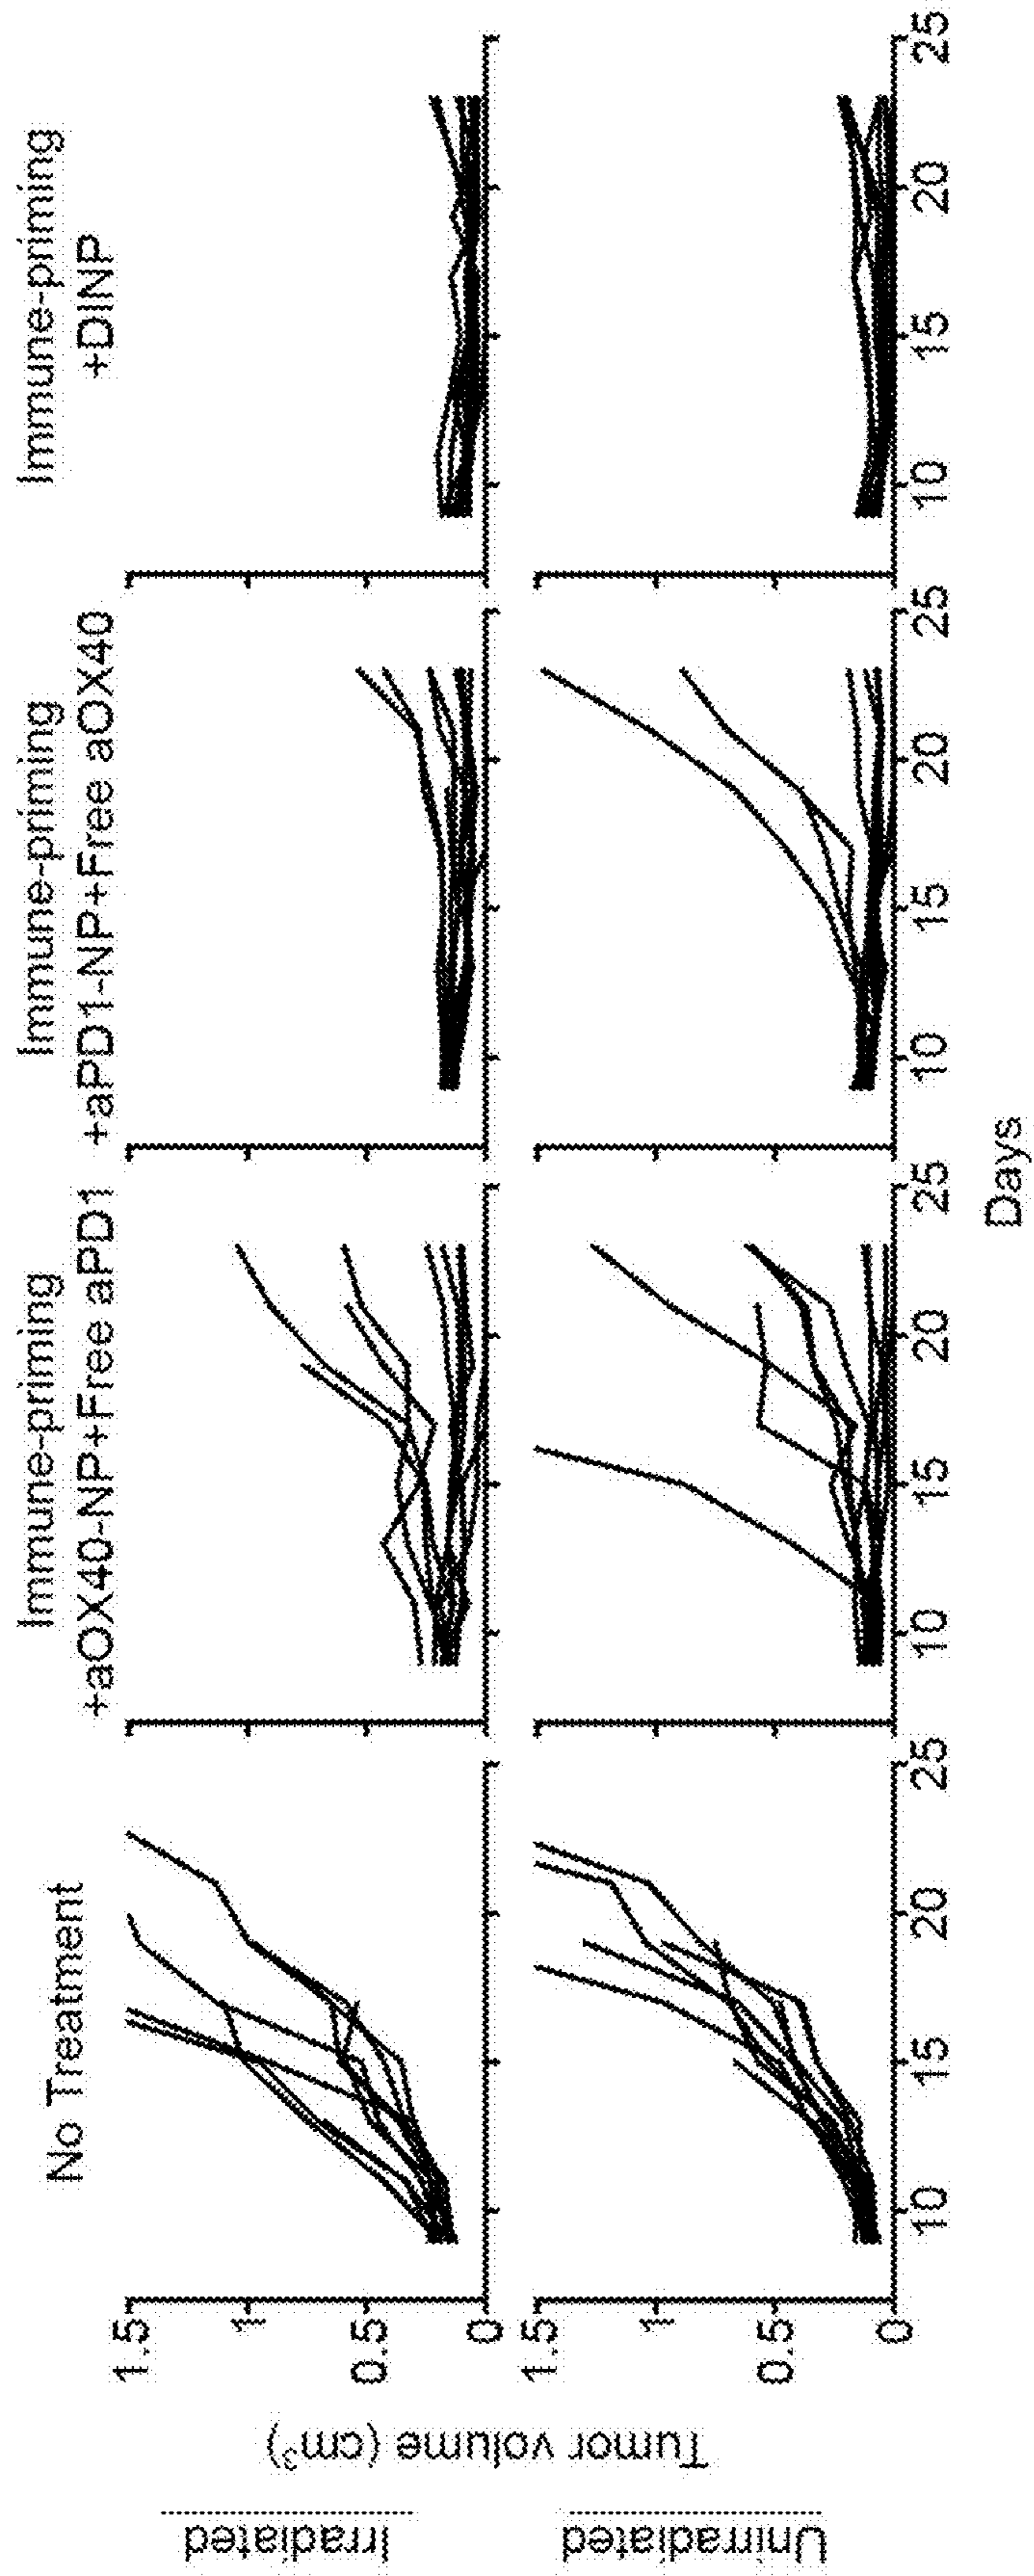 No Treatment
Immune-priming
+aOX40-NP+Free aPD1
Immune-priming
+aPD1-NP+Free aOX40
Immune-priming
+DINP
Irradiated
Unirradiated
Tumor volume (cm³)
1.5
1
0.5
0
1.5
1
0.5
0
10 15 20 25
10 15 20 25
10 15 20 25
10 15 20 25
Days